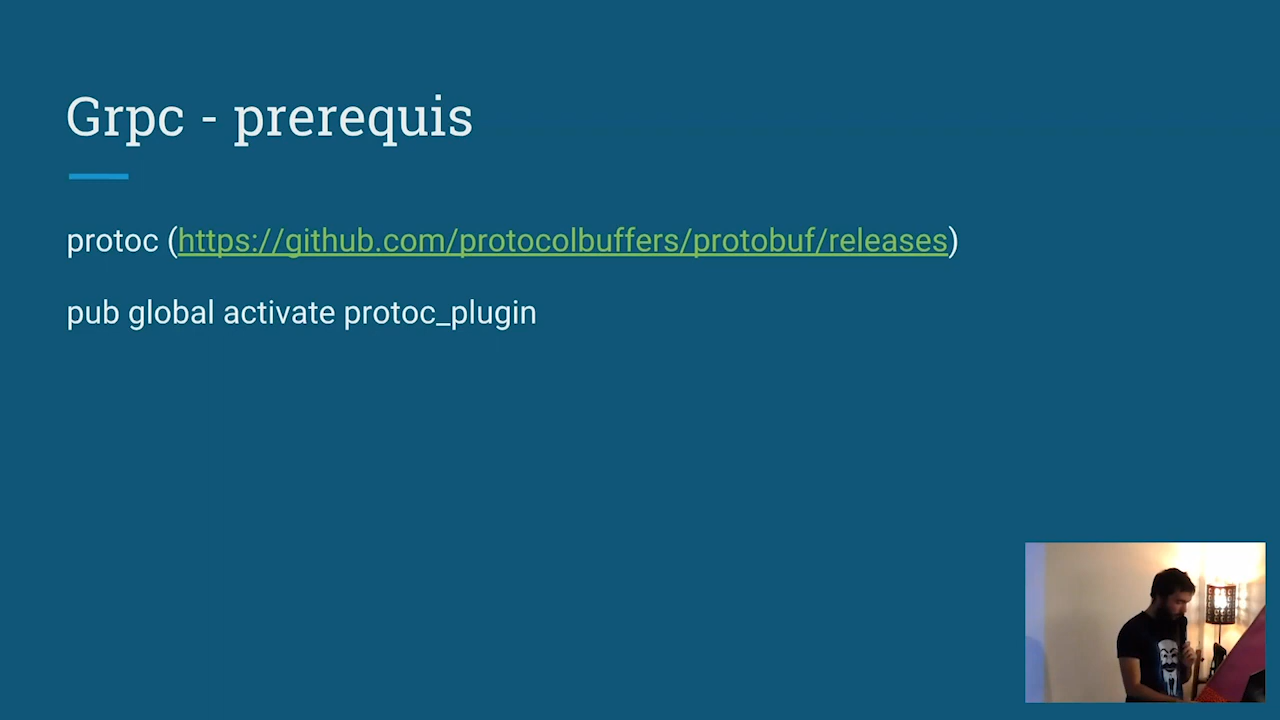 Grpc - prerequis
protoc (https://github.com/protocolbuffers/protobuf/releases)
pub global activate protoc_plugin